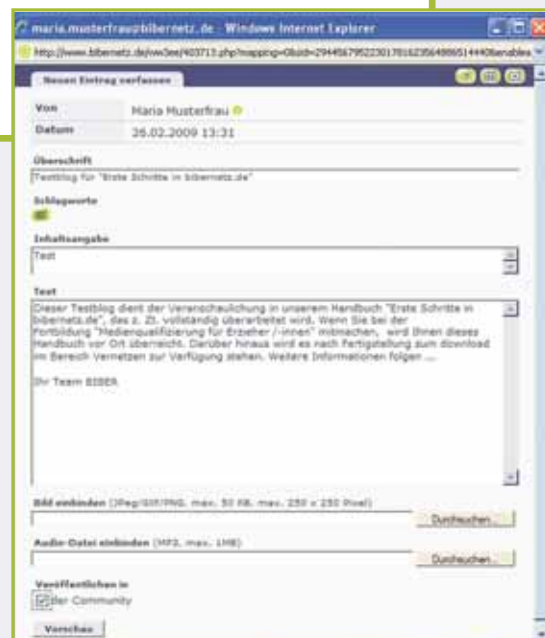 maria.musterfrau@bibernetz.de - Windows Internet Explorer
Neuen Eintrag verfassen
Von Maria Musterfrau
Datum 26.02.2009 13:31
Überschrift
Testblog für "Erste Schritte in bibernetz.de"
Schlagworte
Inhaltsangabe
Test
Text
Dieser Testblog dient der Veranschaulichung in unserem Handbuch "Erste Schritte in
bibernetz.de", das z. Zt. vollständig überarbeitet wird. Wenn Sie bei der
Fortbildung "Medienqualifizierung für Erzieher /-innen" mitmachen, wird Ihnen dieses
Handbuch vor Ort überreicht. Darüber hinaus wird es nach Fertigstellung zum download
im Bereich Vernetzen zur Verfügung stehen. Weitere Informationen folgen ...
Ihr Team BIBER
Bild einbinden (JPeg/GIF/PNG, max. 50 KB, max. 250 x 250 Pixel)
Durchsuchen...
Audio-Datei einbinden (MP3, max. 1MB)
Durchsuchen...
Veröffentlichen in
der Community
Vorschau